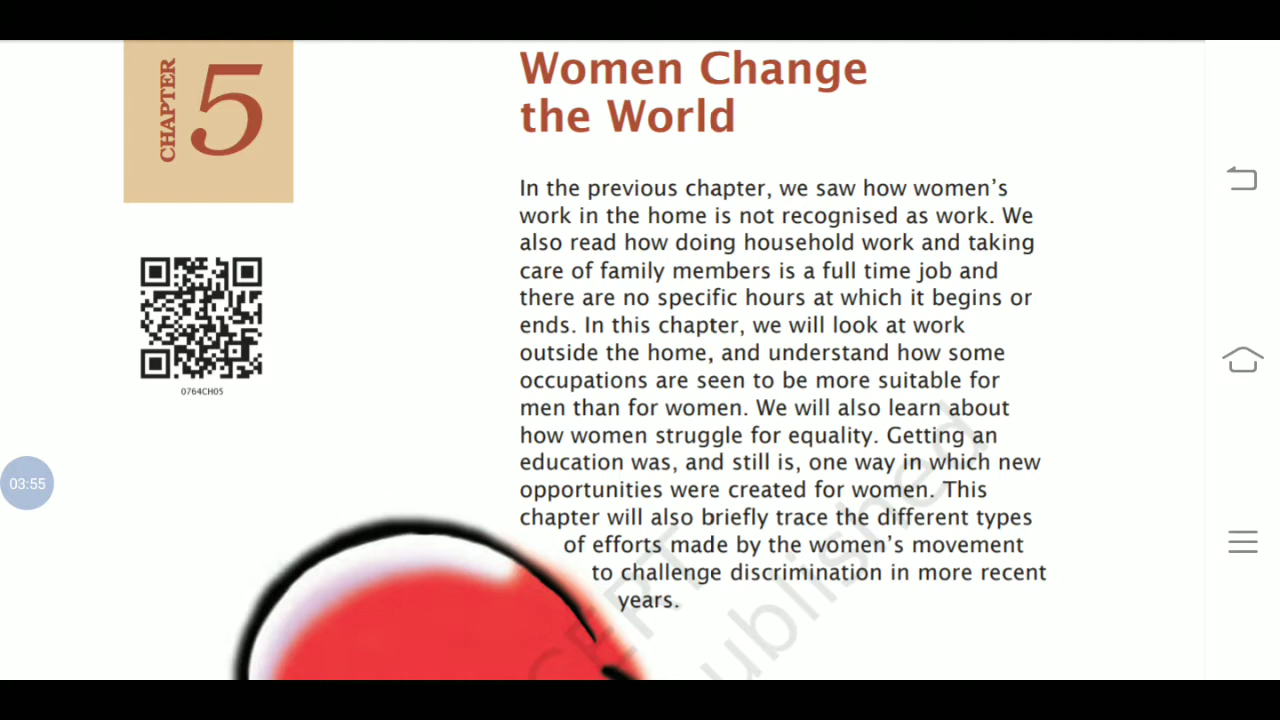 CHAPTER 5
Women Change
the World
In the previous chapter, we saw how women's
work in the home is not recognised as work. We
also read how doing household work and taking
care of family members is a full time job and
there are no specific hours at which it begins or
ends. In this chapter, we will look at work
outside the home, and understand how some
occupations are seen to be more suitable for
men than for women. We will also learn about
how women struggle for equality. Getting an
education was, and still is, one way in which new
opportunities were created for women. This
chapter will also briefly trace the different types
of efforts made by the women's movement
to challenge discrimination in more recent
years.
0764CH05
03:55
CERT
ublished